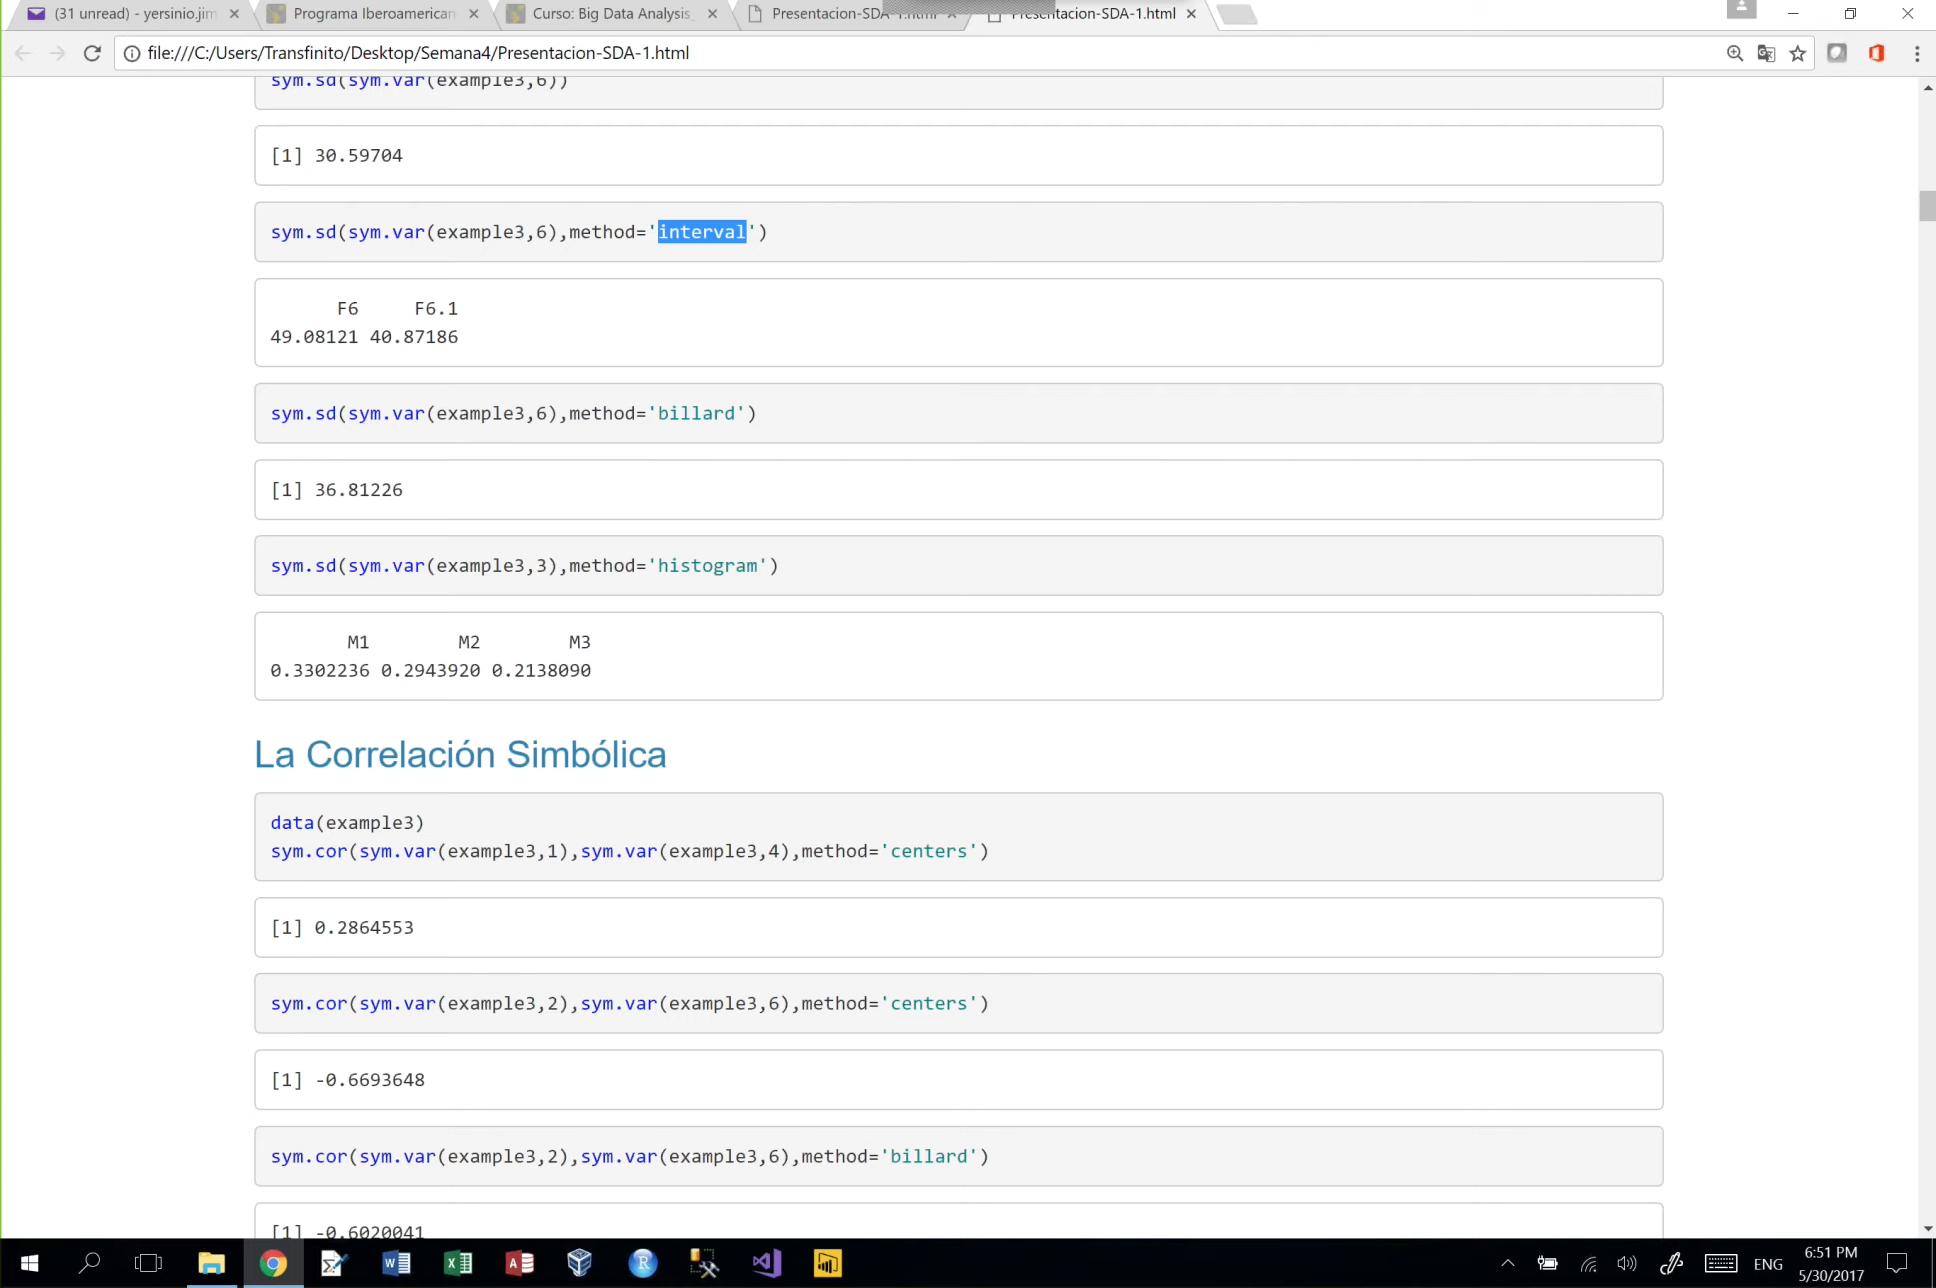 (31 unread) - yersinio.jim
Programa Iberoamerican
Curso: Big Data Analysis
Presentacion-SDA-1.html
Presentacion-SDA-1.html
file:///C:/Users/Transfinito/Desktop/Semana4/Presentacion-SDA-1.html
sym.sd(sym.var(example3,6))
[1] 30.59704
sym.sd(sym.var(example3,6),method='interval')
F6 F6.1
49.08121 40.87186
sym.sd(sym.var(example3,6),method='billard')
[1] 36.81226
sym.sd(sym.var(example3,3),method='histogram')
M1 M2 M3
0.3302236 0.2943920 0.2138090
La Correlación Simbólica
data(example3)
sym.cor(sym.var(example3,1),sym.var(example3,4),method='centers')
[1] 0.2864553
sym.cor(sym.var(example3,2),sym.var(example3,6),method='centers')
[1] -0.6693648
sym.cor(sym.var(example3,2),sym.var(example3,6),method='billard')
[1] -0.6020041
ENG
6:51 PM
5/30/2017